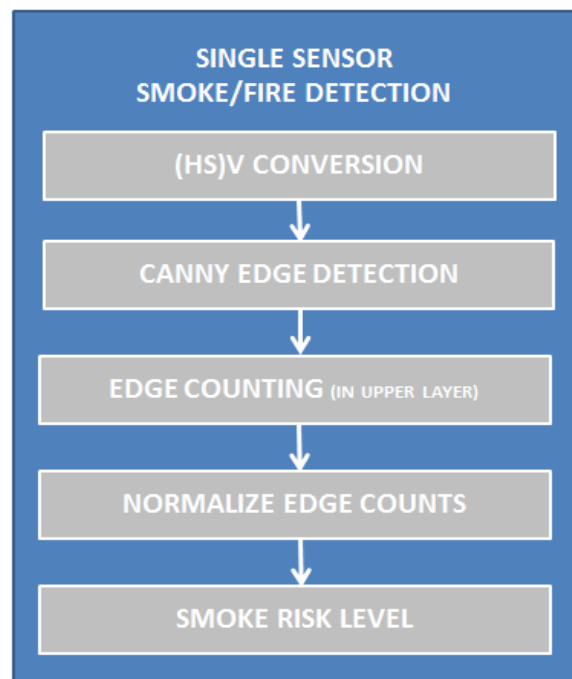 SINGLE SENSOR
SMOKE/FIRE DETECTION
(HS)V CONVERSION
CANNY EDGE DETECTION
EDGE COUNTING (IN UPPER LAYER)
NORMALIZE EDGE COUNTS
SMOKE RISK LEVEL